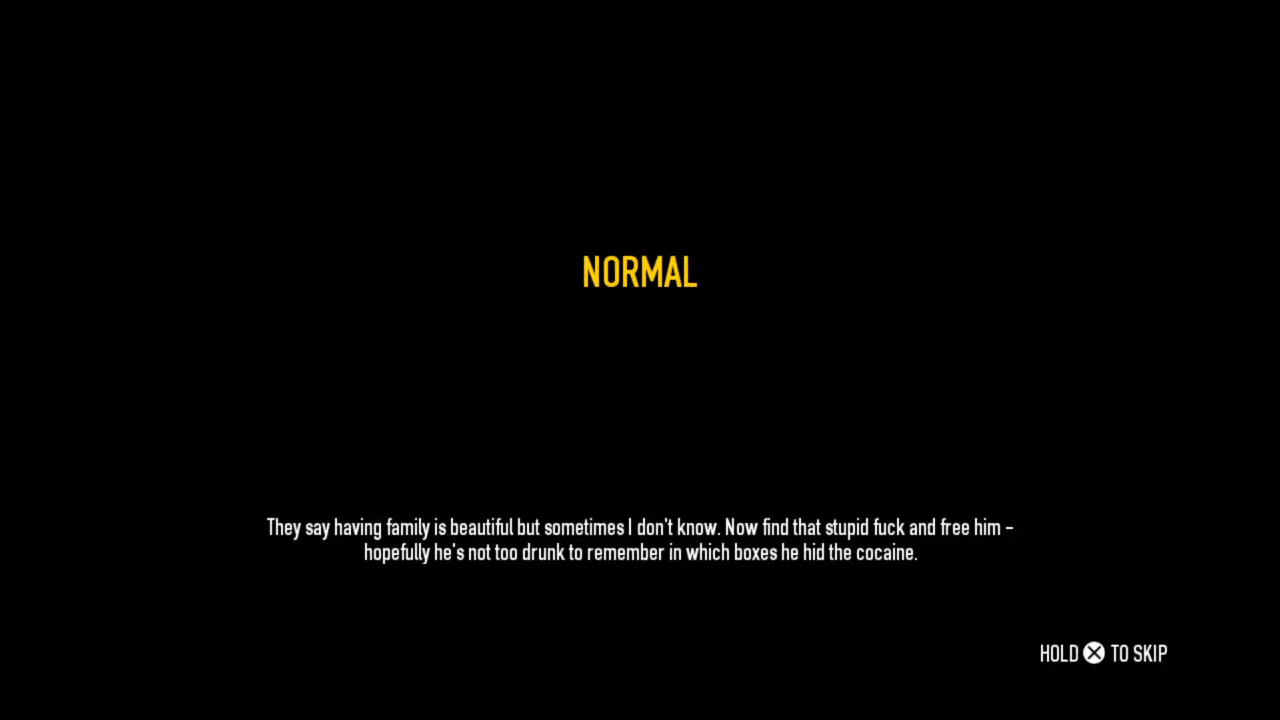 NORMAL
They say having family is beautiful but sometimes I don't know. Now find that stupid fuck and free him -
hopefully he's not too drunk to remember in which boxes he hid the cocaine.
HOLD ⓧ TO SKIP